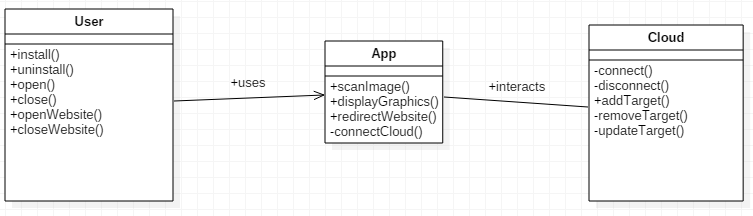 User
+install()
+uninstall()
+open()
+close()
+openWebsite()
+closeWebsite()
+uses
App
+scanImage()
+displayGraphics()
+redirectWebsite()
-connectCloud()
+interacts
Cloud
-connect()
-disconnect()
+addTarget()
-removeTarget()
-updateTarget()